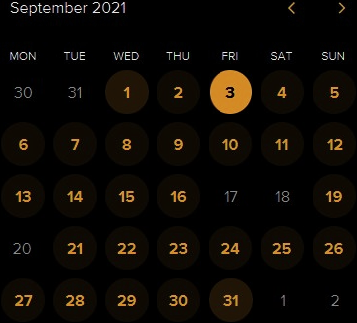 September 2021
MON TUE WED THU FRI SAT SUN
30 31 1 2 3 4 5
6 7 8 9 10 11 12
13 14 15 16 17 18 19
20 21 22 23 24 25 26
27 28 29 30 31 1 2